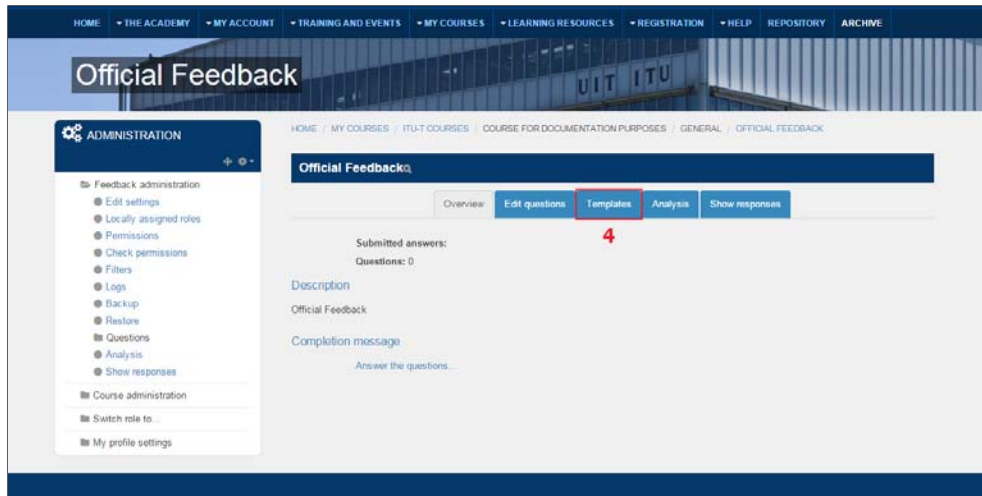 HOME THE ACADEMY MY ACCOUNT TRAINING AND EVENTS MY COURSES LEARNING RESOURCES REGISTRATION HELP REPOSITORY ARCHIVE
Official Feedback
UIT ITU
ADMINISTRATION
Feedback administration
Edit settings
Locally assigned roles
Permissions
Check permissions
Filters
Logs
Backup
Restore
Questions
Analysis
Show responses
Course administration
Switch role to...
My profile settings
HOME / MY COURSES / ITU-T COURSES / COURSE FOR DOCUMENTATION PURPOSES / GENERAL / OFFICIAL FEEDBACK
Official Feedback
Overview Edit questions Templates Analysis Show responses
4
Submitted answers:
Questions: 0
Description
Official Feedback
Completion message
Answer the questions...